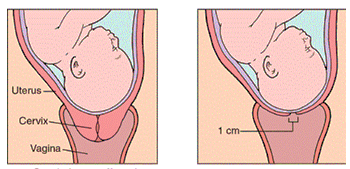 Uterus
Cervix
Vagina
1 cm